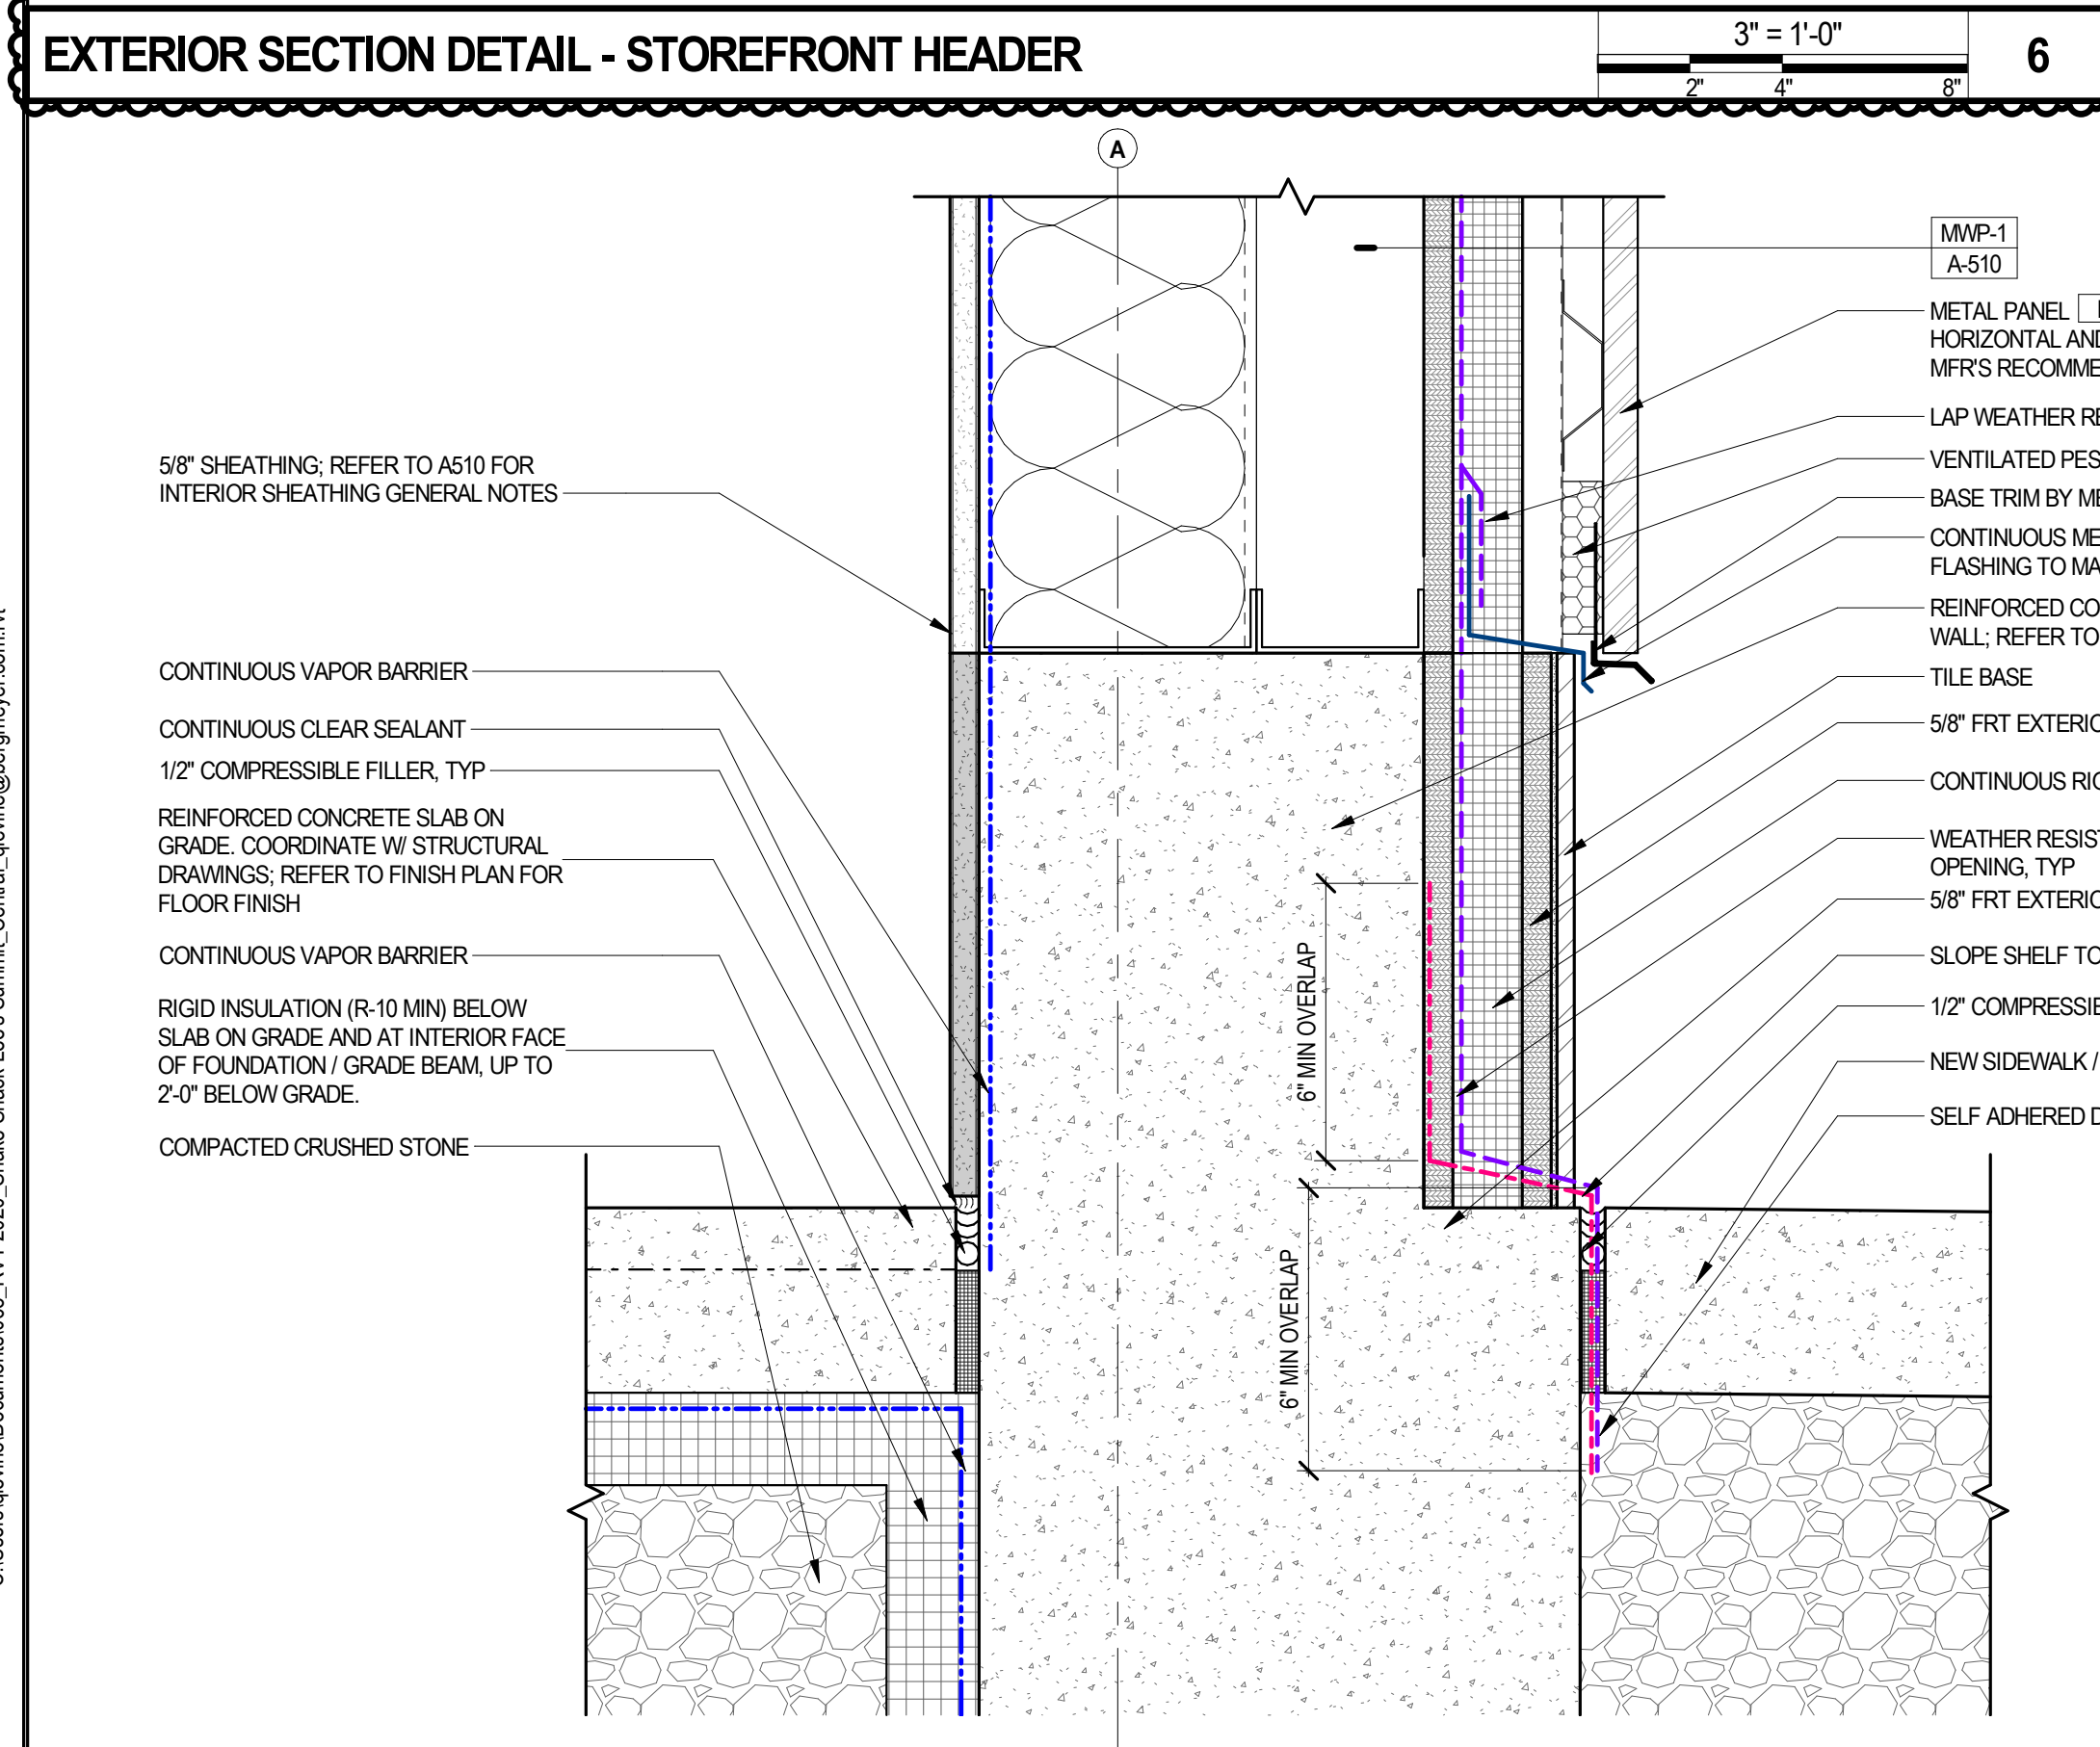 EXTERIOR SECTION DETAIL - STOREFRONT HEADER
3" = 1'-0"
2" 4" 8"
6
A
MWP-1
A-510
METAL PANEL
HORIZONTAL AND
MFR'S RECOMME
LAP WEATHER RE
VENTILATED PES
BASE TRIM BY ME
CONTINUOUS ME
FLASHING TO MA
REINFORCED CO
WALL; REFER TO
TILE BASE
5/8" FRT EXTERIO
CONTINUOUS RIG
WEATHER RESIST
OPENING, TYP
5/8" FRT EXTERIO
SLOPE SHELF TO
1/2" COMPRESSIB
NEW SIDEWALK /
SELF ADHERED D
5/8" SHEATHING; REFER TO A510 FOR
INTERIOR SHEATHING GENERAL NOTES
CONTINUOUS VAPOR BARRIER
CONTINUOUS CLEAR SEALANT
1/2" COMPRESSIBLE FILLER, TYP
REINFORCED CONCRETE SLAB ON
GRADE. COORDINATE W/ STRUCTURAL
DRAWINGS; REFER TO FINISH PLAN FOR
FLOOR FINISH
CONTINUOUS VAPOR BARRIER
RIGID INSULATION (R-10 MIN) BELOW
SLAB ON GRADE AND AT INTERIOR FACE
OF FOUNDATION / GRADE BEAM, UP TO
2'-0" BELOW GRADE.
COMPACTED CRUSHED STONE
6" MIN OVERLAP
6" MIN OVERLAP